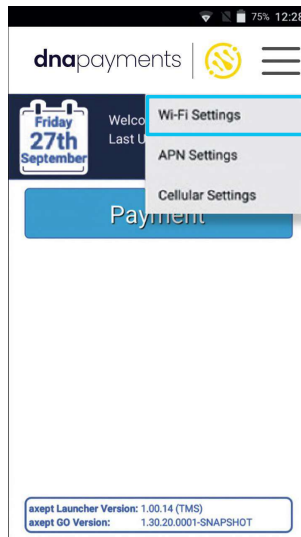 75% 12:28
dnapayments
Friday
27th
September
Welco
Last U
Wi-Fi Settings
APN Settings
Cellular Settings
Payment
axept Launcher Version: 1.00.14 (TMS)
axept GO Version: 1.30.20.0001-SNAPSHOT